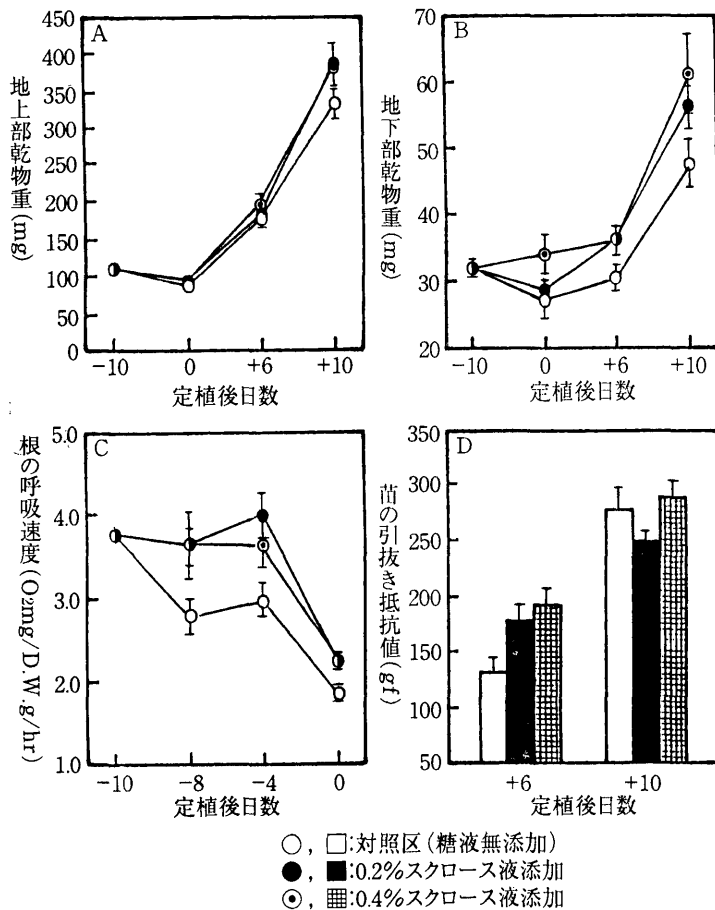 A
地上部乾物重(mg)
450
400
350
300
250
200
150
100
50
0
-10 0 +6 +10
定植後日数
B
地下部乾物重(mg)
70
60
50
40
30
20
-10 0 +6 +10
定植後日数
C
根の呼吸速度(O2mg/D.W.g/hr)
5.0
4.0
3.0
2.0
1.0
-10 -8 -4 0
定植後日数
D
苗の引抜き抵抗値(gf)
350
300
250
200
150
100
50
+6 +10
定植後日数
○, □:対照区(糖液無添加)
●, ■:0.2%スクロース液添加
⊙, ▦:0.4%スクロース液添加